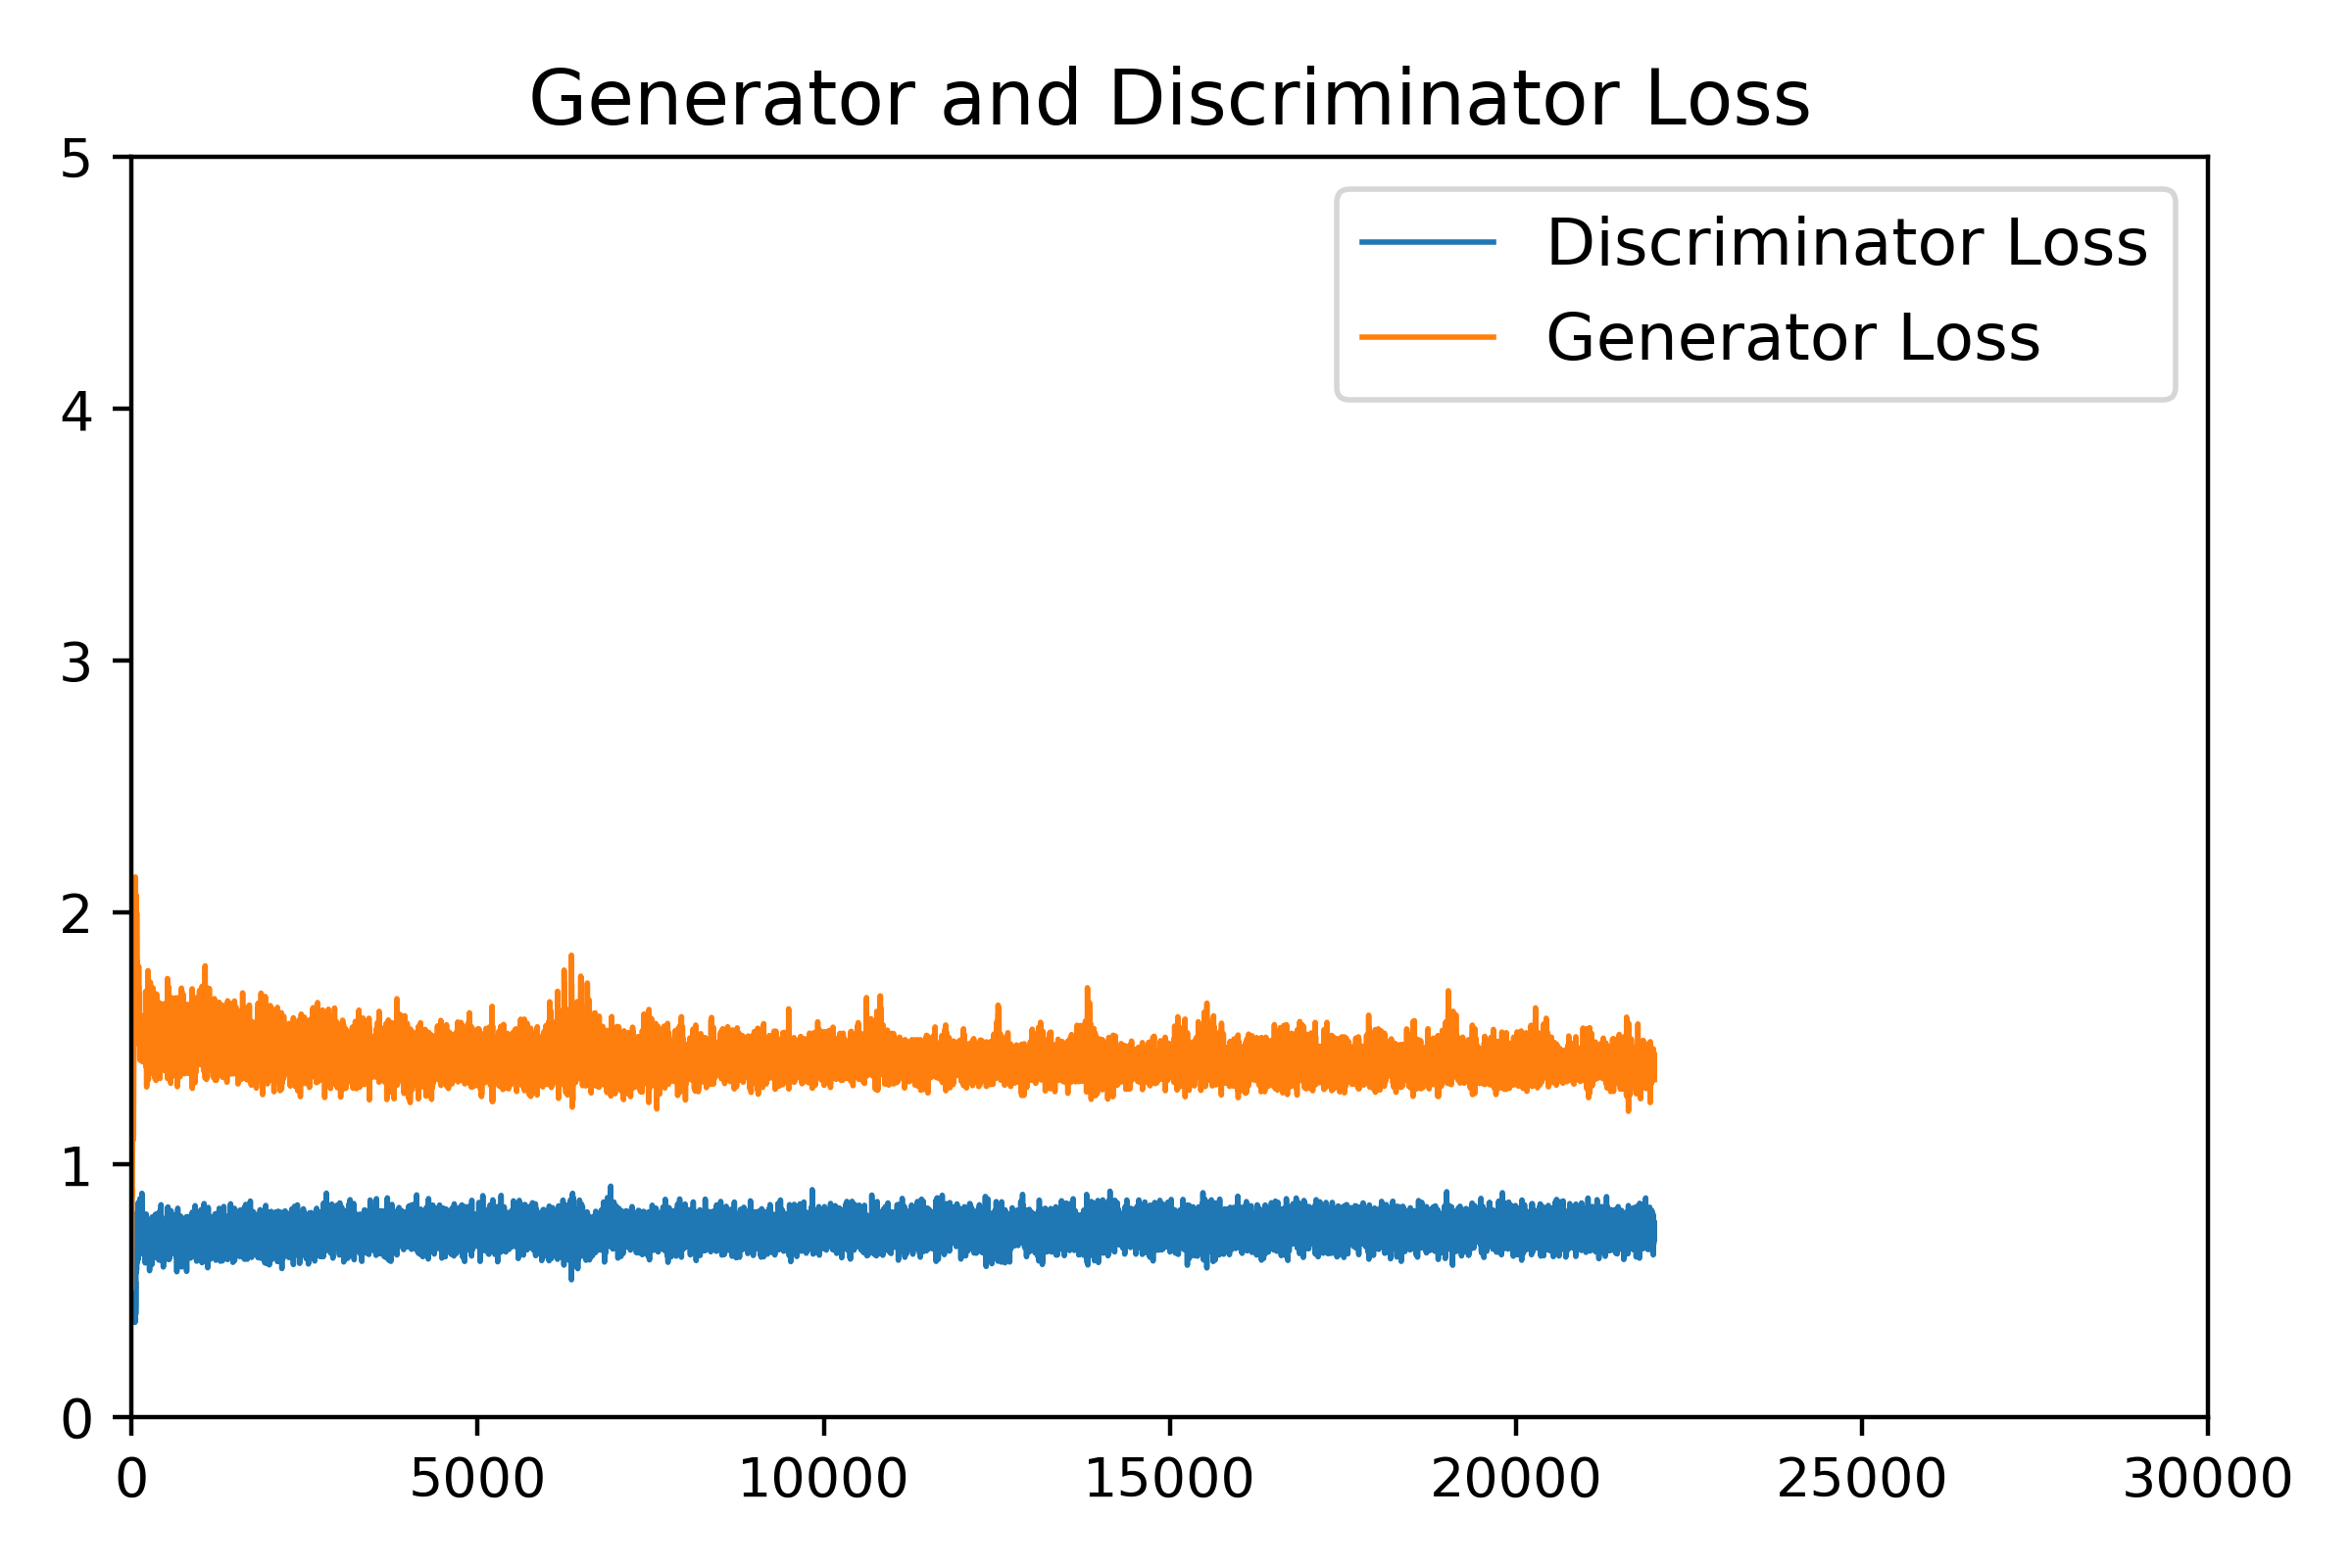 Generator and Discriminator Loss
5
Discriminator Loss
Generator Loss
4
3
2
1
0
0 5000 10000 15000 20000 25000 30000